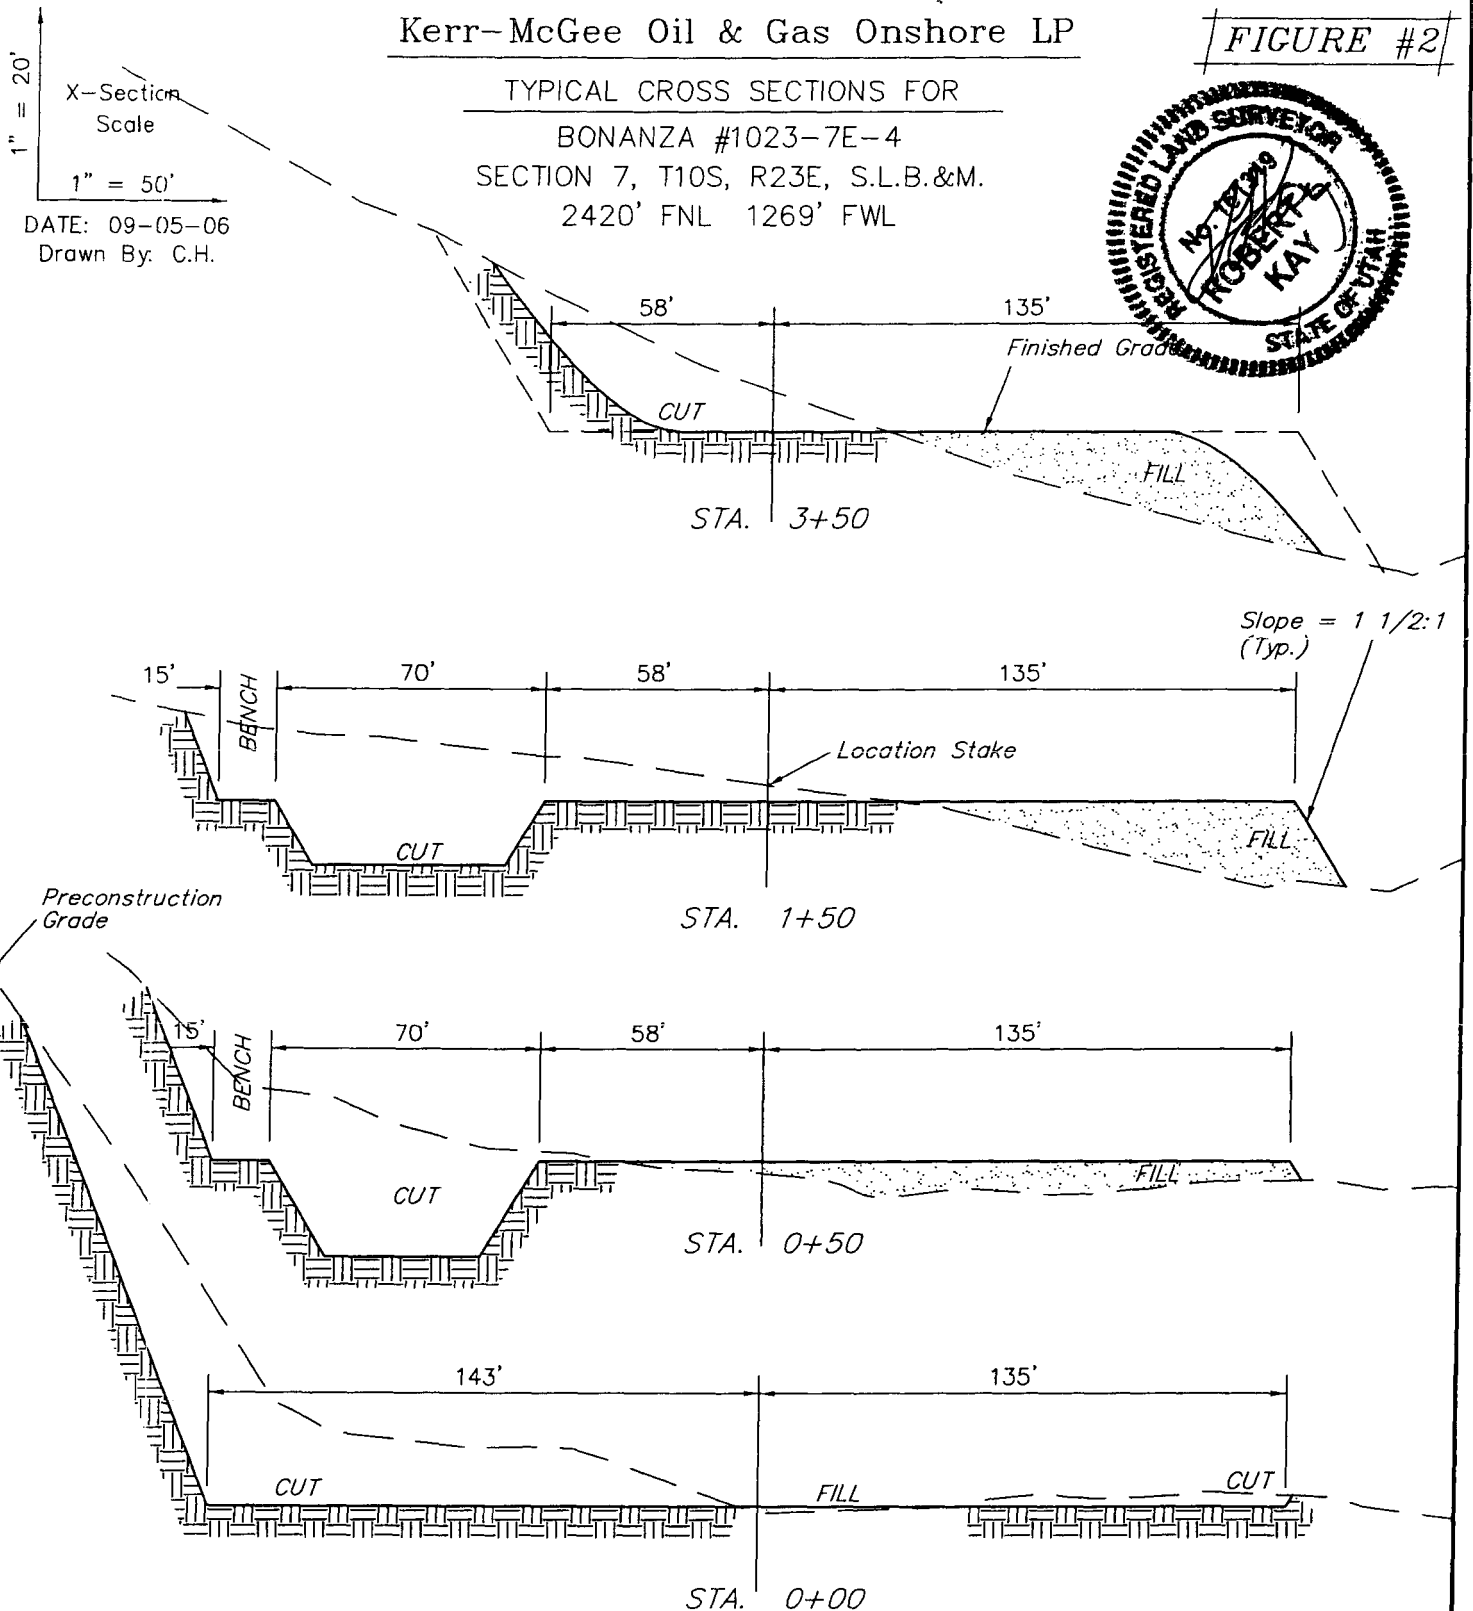 Kerr-McGee Oil & Gas Onshore LP
FIGURE #2
TYPICAL CROSS SECTIONS FOR
BONANZA #1023-7E-4
SECTION 7, T10S, R23E, S.L.B.&M.
2420' FNL 1269' FWL
1" = 20'
X-Section
Scale
1" = 50'
DATE: 09-05-06
Drawn By: C.H.
REGISTERED LAND SURVEYOR
No.
ROBERT
KAY
STATE OF UTAH
58'
135'
Finished Grade
CUT
FILL
STA. 3+50
Slope = 1 1/2:1
(Typ.)
15'
BENCH
70'
58'
135'
Location Stake
CUT
FILL
STA. 1+50
Preconstruction
Grade
15'
BENCH
70'
58'
135'
CUT
FILL
STA. 0+50
143'
135'
CUT
FILL
CUT
STA. 0+00